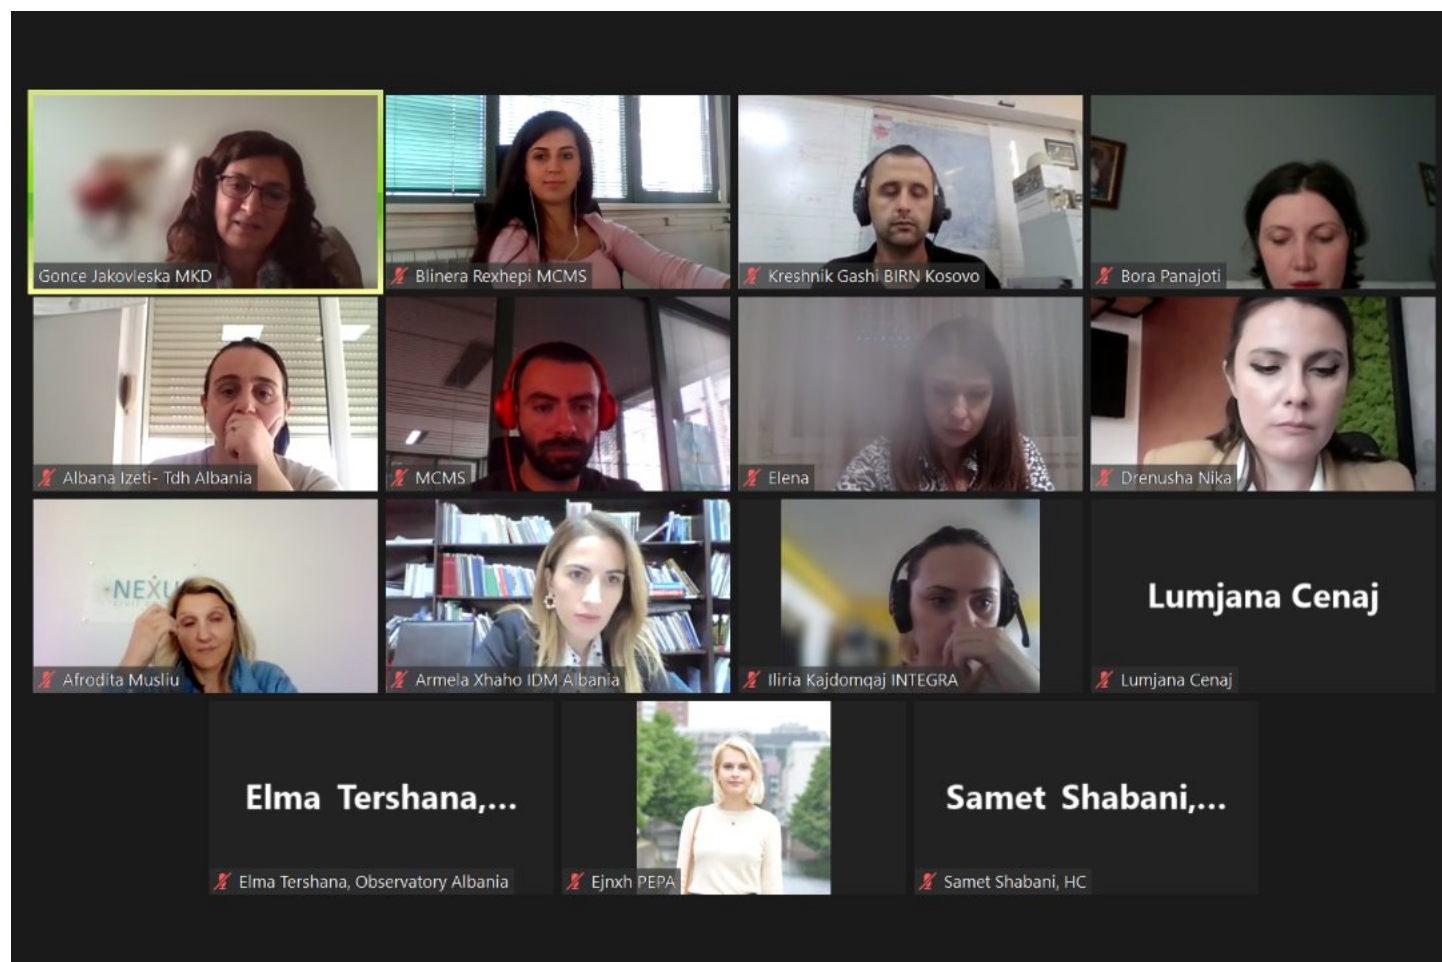 Gonce Jakovleska MKD
Blinera Rexhepi MCMS
Kreshnik Gashi BIRN Kosovo
Bora Panajoti
Albana Izeti- Tdh Albania
MCMS
Elena
Drenusha Nika
NEXU
Afrodita Musliu
Armela Xhaho IDM Albania
Iliria Kajdomqaj INTEGRA
Lumjana Cenaj
Lumjana Cenaj
Elma Tershana,...
Elma Tershana, Observatory Albania
Ejnxh PEPA
Samet Shabani,...
Samet Shabani, HC